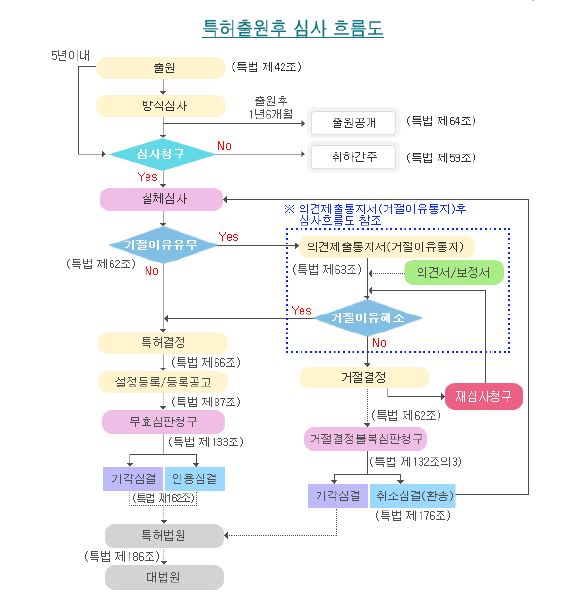 특허출원후 심사 흐름도
5년이내
출원
(특법 제42조)
방식심사
출원후
1년6개월
출원공개
(특법 제64조)
심사청구
No
취하간주
(특법 제59조)
Yes
실체심사
※ 의견제출통지서(거절이유통지)후
심사흐름도 참조
거절이유유무
Yes
의견제출통지서(거절이유통지)
(특법 제62조)
(특법 제63조)
의견서/보정서
No
Yes
거절이유해소
No
특허결정
(특법 제66조)
거절결정
설정등록/등록공고
재심사청구
(특법 제87조)
(특법 제62조)
무효심판청구
거절결정불복심판청구
(특법 제133조)
(특법 제132조의3)
기각심결
인용심결
기각심결
취소심결(환송)
(특법 제162조)
(특법 제176조)
특허법원
(특법 제186조)
대법원